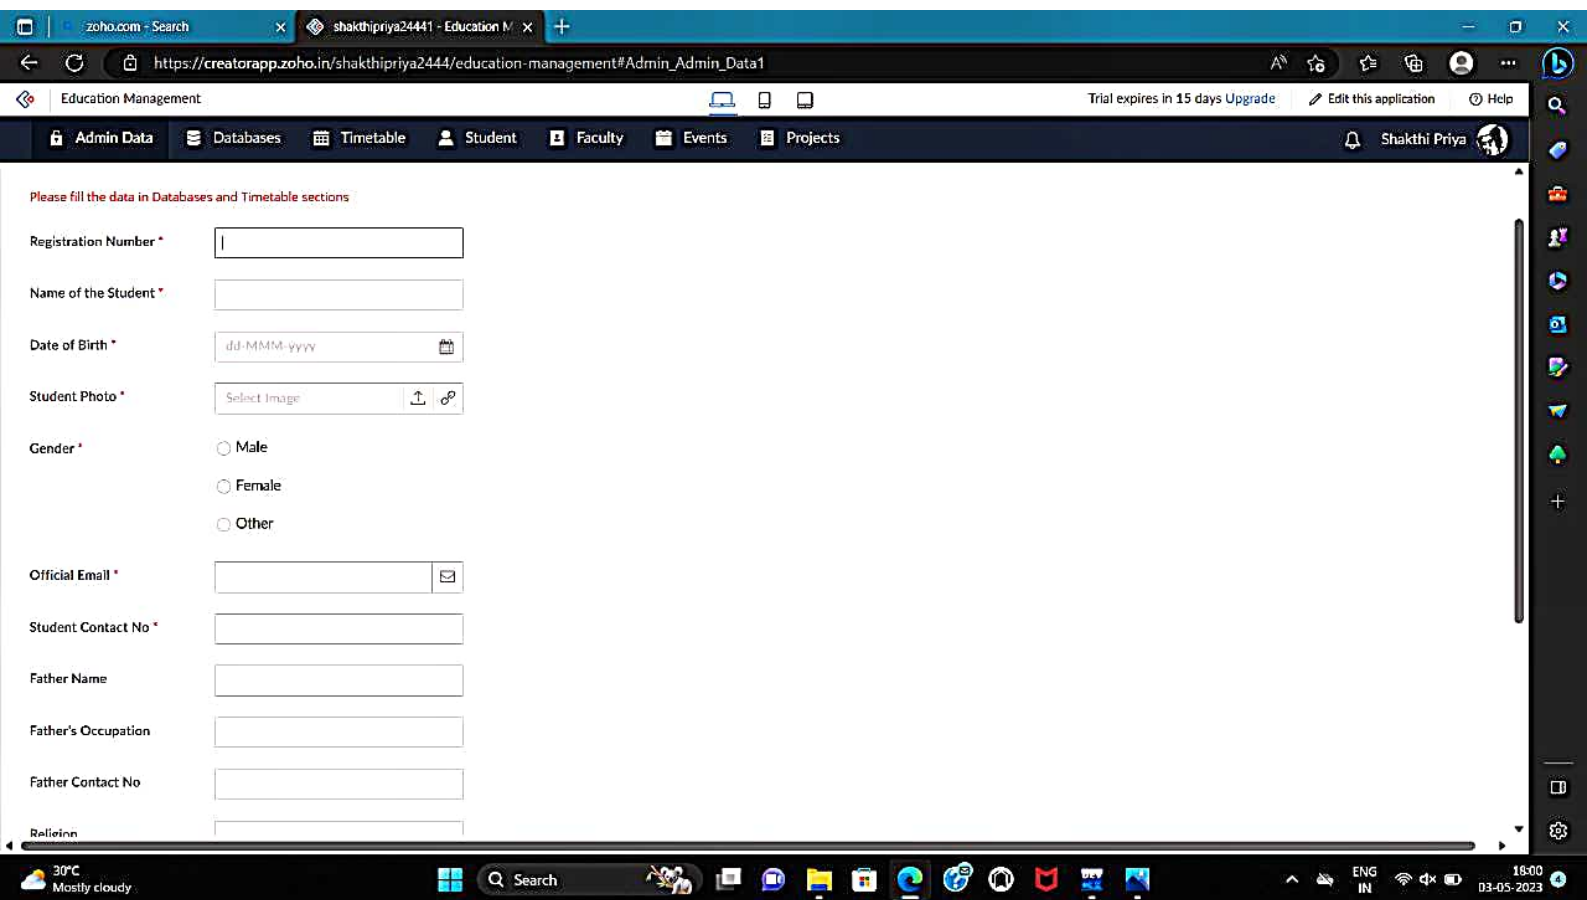 zoho.com - Search
shakthipriya24441 - Education M
https://creatorapp.zoho.in/shakthipriya2444/education-management#Admin_Admin_Data1
Education Management
Trial expires in 15 days Upgrade
Edit this application
Help
Admin Data
Databases
Timetable
Student
Faculty
Events
Projects
Shakthi Priya
Please fill the data in Databases and Timetable sections
Registration Number *
Name of the Student *
Date of Birth *
dd-MMM-yyyy
Student Photo *
Select Image
Gender *
Male
Female
Other
Official Email *
Student Contact No *
Father Name
Father's Occupation
Father Contact No
Religion
30°C
Mostly cloudy
Search
ENG
IN
18:00
03-05-2023
4